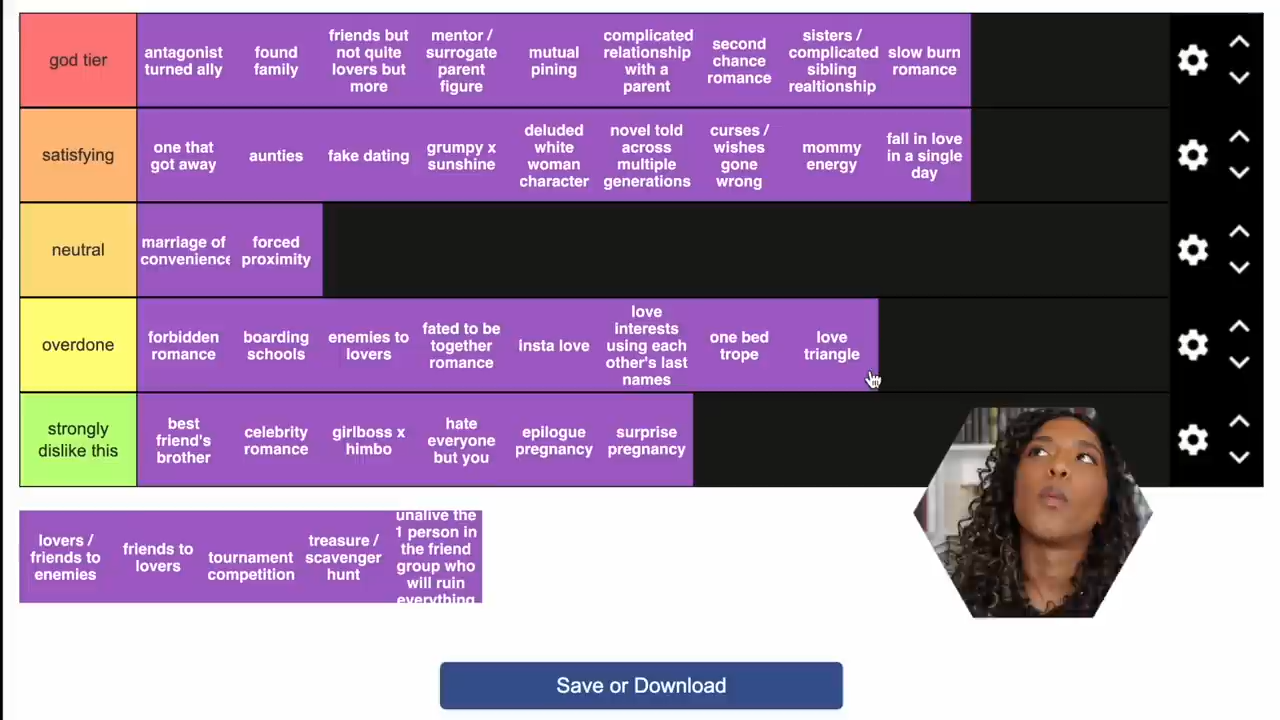 god tier
antagonist
turned ally
found
family
friends but
not quite
lovers but
more
mentor /
surrogate
parent
figure
mutual
pining
complicated
relationship
with a
parent
second
chance
romance
sisters /
complicated
sibling
realtionship
slow burn
romance
satisfying
one that
got away
aunties
fake dating
grumpy x
sunshine
deluded
white
woman
character
novel told
across
multiple
generations
curses /
wishes
gone
wrong
mommy
energy
fall in love
in a single
day
neutral
marriage of
convenience
forced
proximity
overdone
forbidden
romance
boarding
schools
enemies to
lovers
fated to be
together
romance
insta love
love
interests
using each
other's last
names
one bed
trope
love
triangle
strongly
dislike this
best
friend's
brother
celebrity
romance
girlboss x
himbo
hate
everyone
but you
epilogue
pregnancy
surprise
pregnancy
lovers /
friends to
enemies
friends to
lovers
tournament
competition
treasure /
scavenger
hunt
unalive the
1 person in
the friend
group who
will ruin
everything
Save or Download